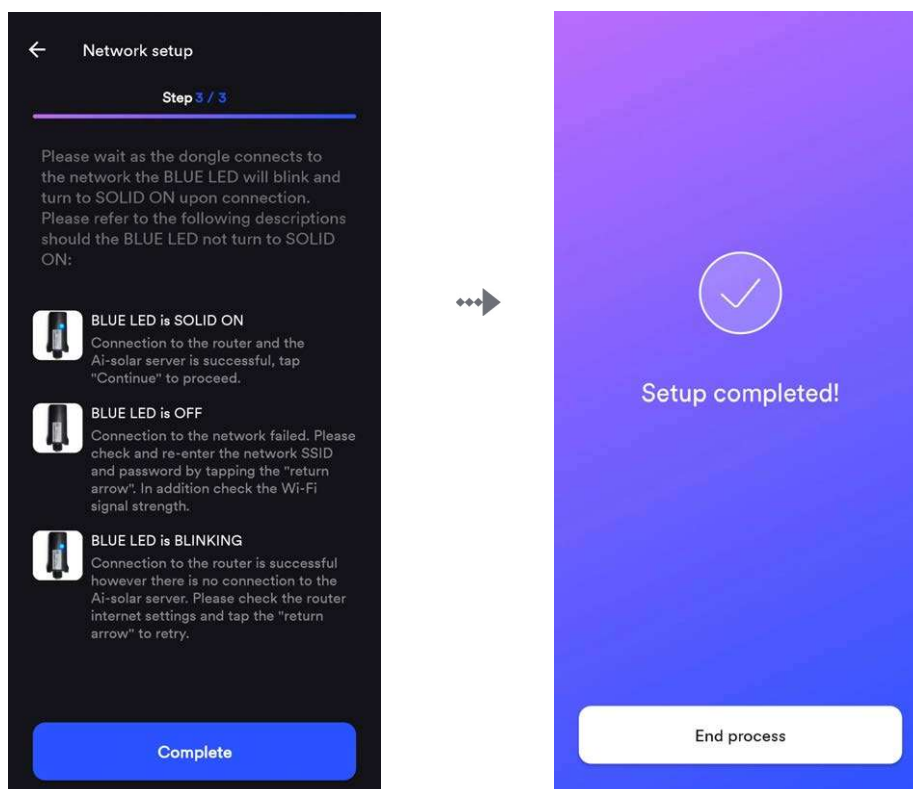 Network setup
Step 3 / 3
Please wait as the dongle connects to
the network the BLUE LED will blink and
turn to SOLID ON upon connection.
Please refer to the following descriptions
should the BLUE LED not turn to SOLID
ON:
BLUE LED is SOLID ON
Connection to the router and the
Ai-solar server is successful, tap
"Continue" to proceed.
BLUE LED is OFF
Connection to the network failed. Please
check and re-enter the network SSID
and password by tapping the "return
arrow". In addition check the Wi-Fi
signal strength.
BLUE LED is BLINKING
Connection to the router is successful
however there is no connection to the
Ai-solar server. Please check the router
internet settings and tap the "return
arrow" to retry.
Complete
Setup completed!
End process